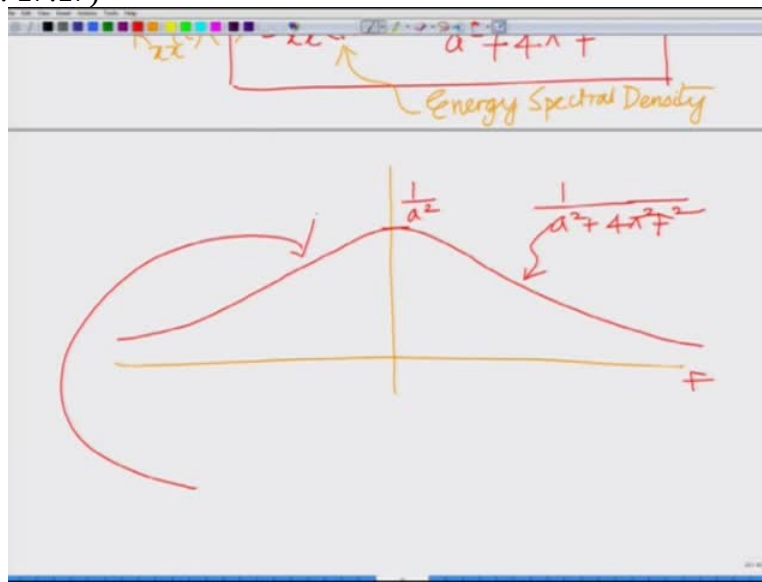 Energy Spectral Density
1/a²
1/(a² + 4π²F²)
F